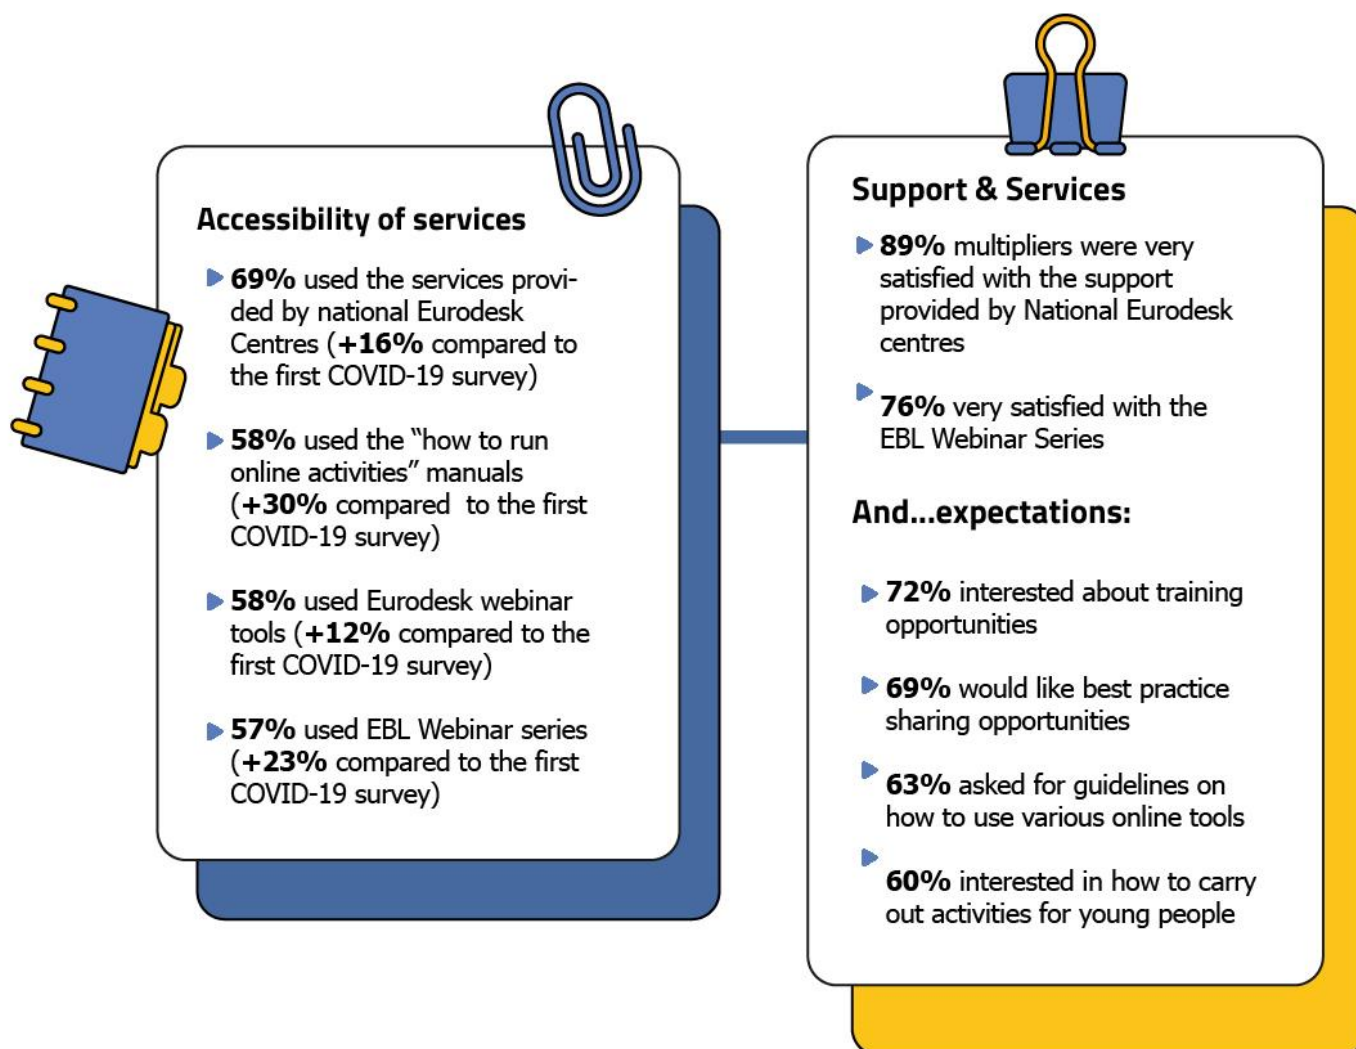 Accessibility of services
69% used the services provi-
ded by national Eurodesk
Centres (+16% compared to
the first COVID-19 survey)
58% used the “how to run
online activities” manuals
(+30% compared to the first
COVID-19 survey)
58% used Eurodesk webinar
tools (+12% compared to the
first COVID-19 survey)
57% used EBL Webinar series
(+23% compared to the first
COVID-19 survey)
Support & Services
89% multipliers were very
satisfied with the support
provided by National Eurodesk
centres
76% very satisfied with the
EBL Webinar Series
And...expectations:
72% interested about training
opportunities
69% would like best practice
sharing opportunities
63% asked for guidelines on
how to use various online tools
60% interested in how to carry
out activities for young people